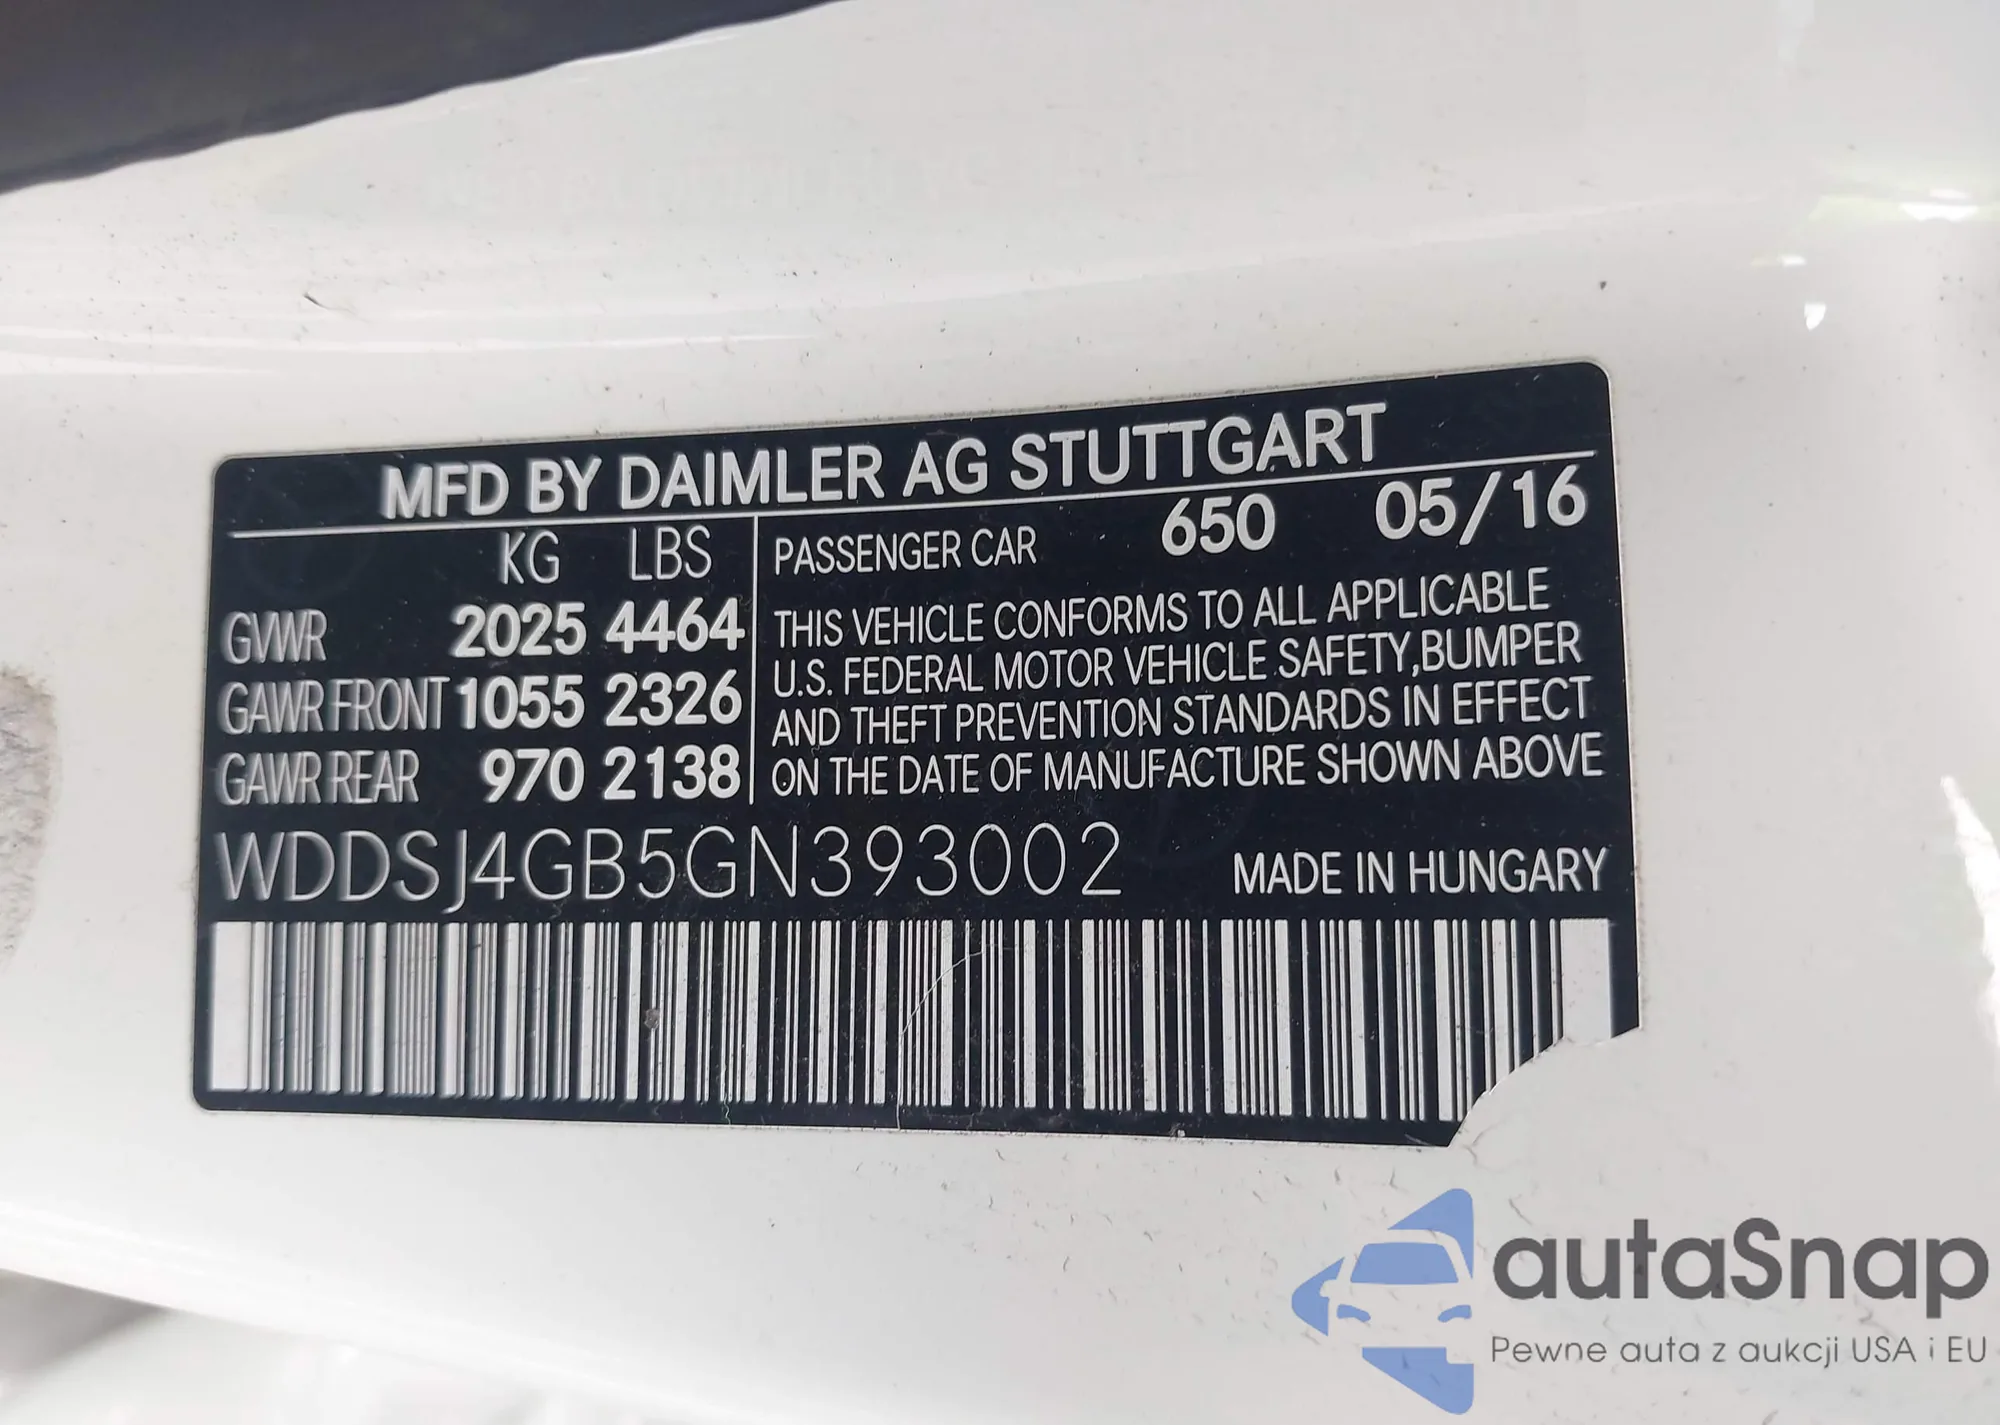 MFD BY DAIMLER AG STUTTGART
KG LBS
GVWR 2025 4464
GAWR FRONT 1055 2326
GAWR REAR 970 2138
PASSENGER CAR 650 05/16
THIS VEHICLE CONFORMS TO ALL APPLICABLE
U.S. FEDERAL MOTOR VEHICLE SAFETY,BUMPER
AND THEFT PREVENTION STANDARDS IN EFFECT
ON THE DATE OF MANUFACTURE SHOWN ABOVE
WDDSJ4GB5GN393002 MADE IN HUNGARY
autaSnap
Pewne auta z aukcji USA i EU